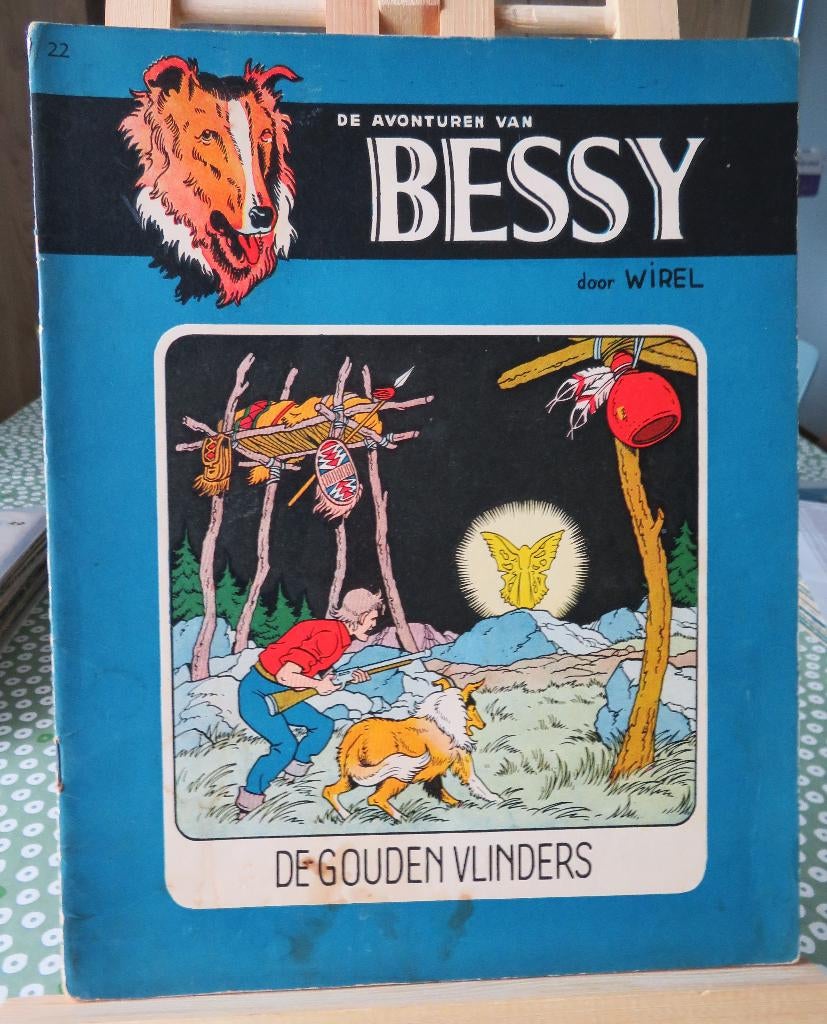 22
DE AVONTUREN VAN
BESSY
door WIREL
DE GOUDEN VLINDERS